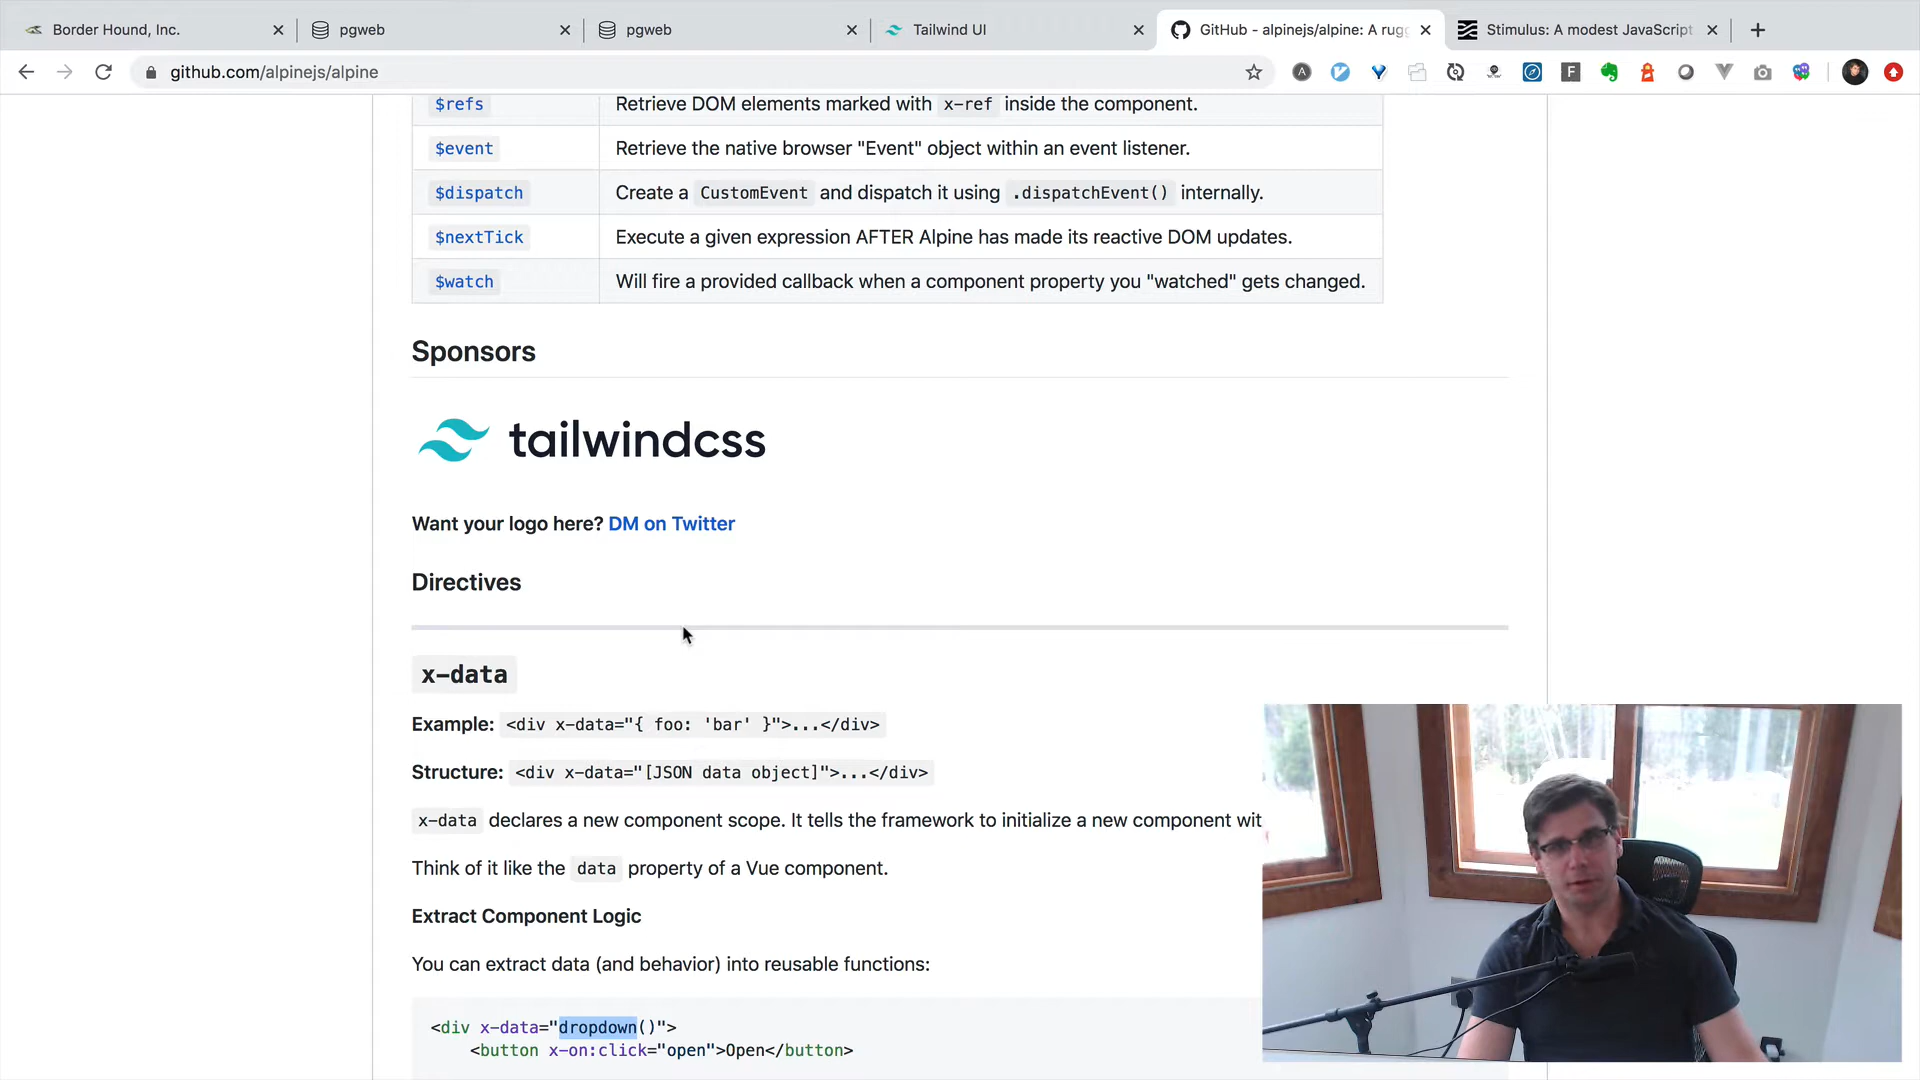 Border Hound, Inc.
pgweb
pgweb
Tailwind UI
GitHub - alpinejs/alpine: A rugg
Stimulus: A modest JavaScript
github.com/alpinejs/alpine
$refs Retrieve DOM elements marked with x-ref inside the component.
$event Retrieve the native browser "Event" object within an event listener.
$dispatch Create a CustomEvent and dispatch it using .dispatchEvent() internally.
$nextTick Execute a given expression AFTER Alpine has made its reactive DOM updates.
$watch Will fire a provided callback when a component property you "watched" gets changed.
Sponsors
tailwindcss
Want your logo here? DM on Twitter
Directives
x-data
Example: <div x-data="{ foo: 'bar' }">...</div>
Structure: <div x-data="[JSON data object]">...</div>
x-data declares a new component scope. It tells the framework to initialize a new component wit
Think of it like the data property of a Vue component.
Extract Component Logic
You can extract data (and behavior) into reusable functions:
<div x-data="dropdown()">
<button x-on:click="open">Open</button>